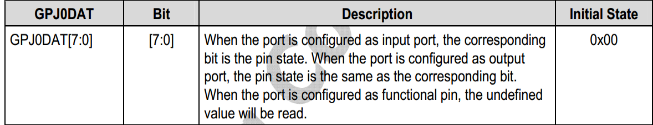 GPJ0DAT Bit Description Initial State
GPJ0DAT[7:0] [7:0] When the port is configured as input port, the corresponding 0x00
bit is the pin state. When the port is configured as output
port, the pin state is the same as the corresponding bit.
When the port is configured as functional pin, the undefined
value will be read.